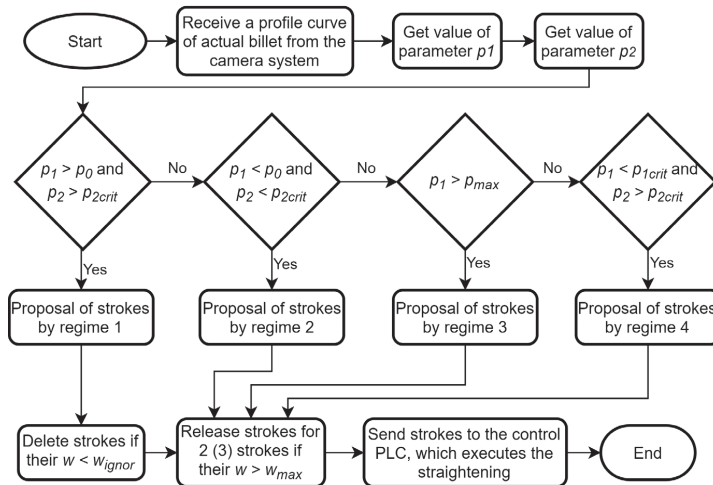 Start
Receive a profile curve
of actual billet from the
camera system
Get value of
parameter p1
Get value of
parameter p2
p1 > p0 and
p2 > p2crit
No
p1 < p0 and
p2 < p2crit
No
p1 > pmax
No
p1 < p1crit and
p2 > p2crit
Yes
Yes
Yes
Yes
Proposal of strokes
by regime 1
Proposal of strokes
by regime 2
Proposal of strokes
by regime 3
Proposal of strokes
by regime 4
Delete strokes if
their w < wignor
Release strokes for
2 (3) strokes if
their w > wmax
Send strokes to the control
PLC, which executes the
straightening
End